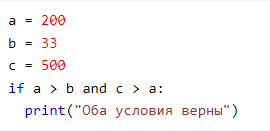 a = 200
b = 33
c = 500
if a > b and c > a:
  print("Оба условия верны")